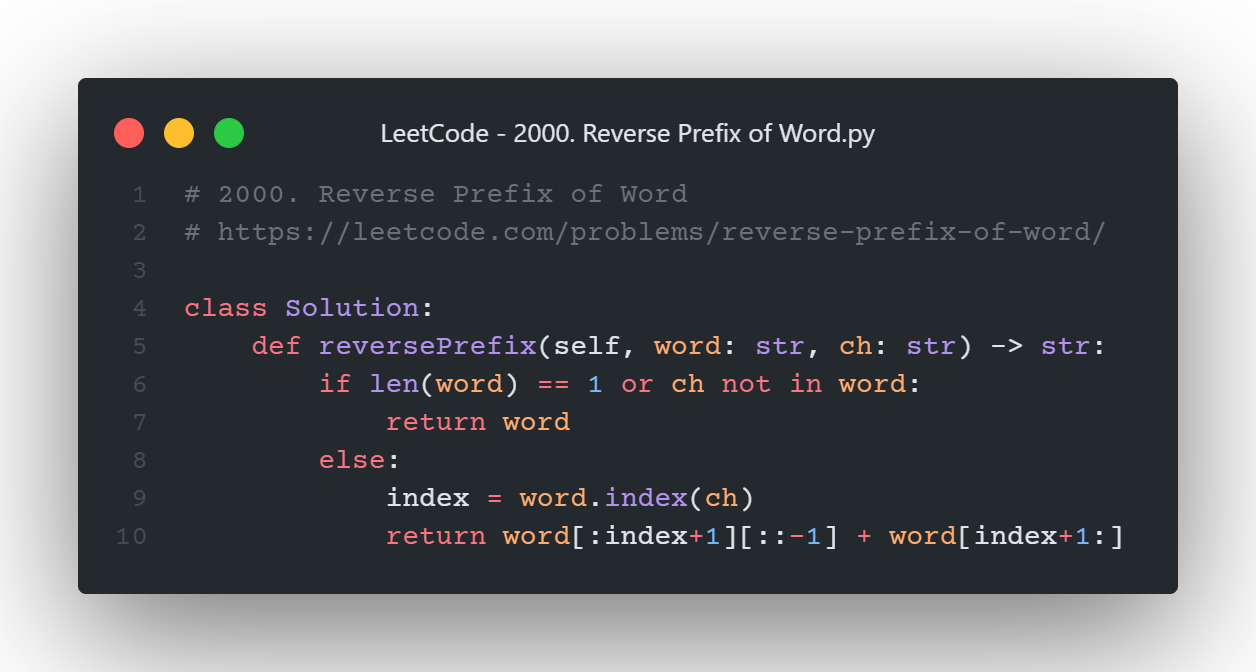 LeetCode - 2000. Reverse Prefix of Word.py
1 # 2000. Reverse Prefix of Word
2 # https://leetcode.com/problems/reverse-prefix-of-word/
3
4 class Solution:
5     def reversePrefix(self, word: str, ch: str) -> str:
6         if len(word) == 1 or ch not in word:
7             return word
8         else:
9             index = word.index(ch)
10             return word[:index+1][::-1] + word[index+1:]